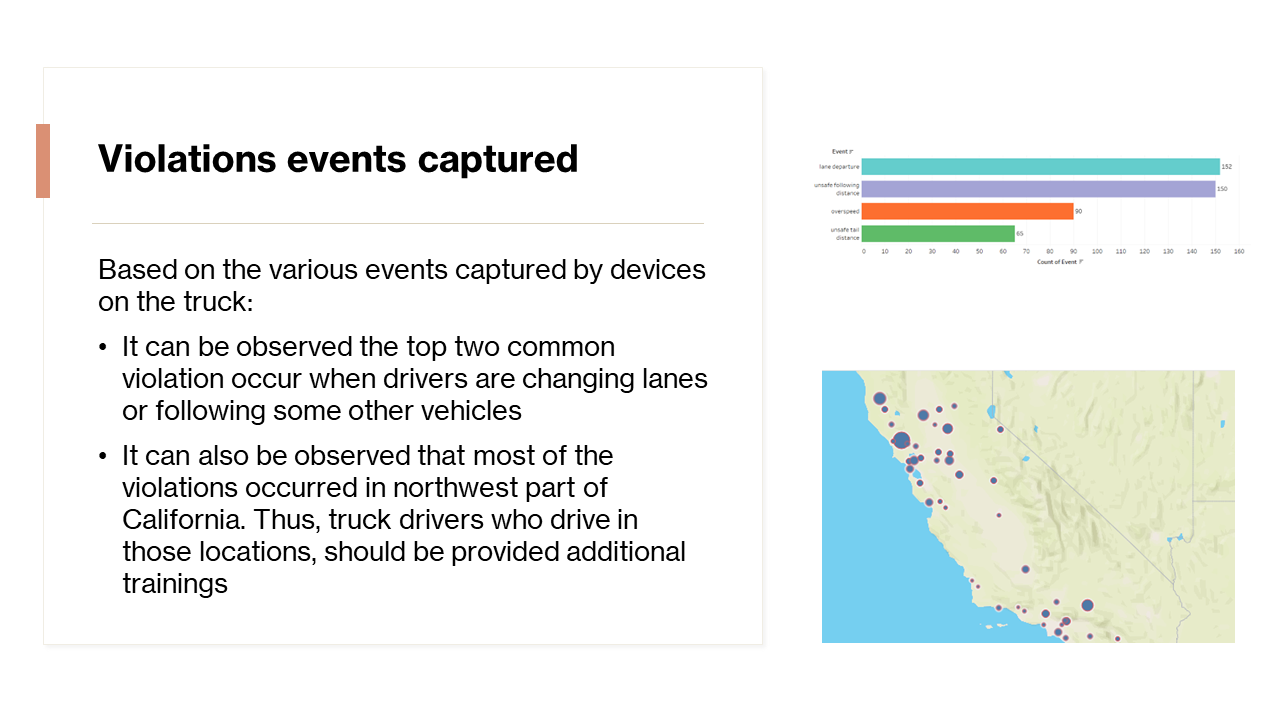 Violations events captured
Based on the various events captured by devices
on the truck:
• It can be observed the top two common
violation occur when drivers are changing lanes
or following some other vehicles
• It can also be observed that most of the
violations occurred in northwest part of
California. Thus, truck drivers who drive in
those locations, should be provided additional
trainings
Event
lane departure 152
unsafe following
distance 150
overspeed 90
unsafe tail
distance 65
0 10 20 30 40 50 60 70 80 90 100 110 120 130 140 150 160
Count of Event